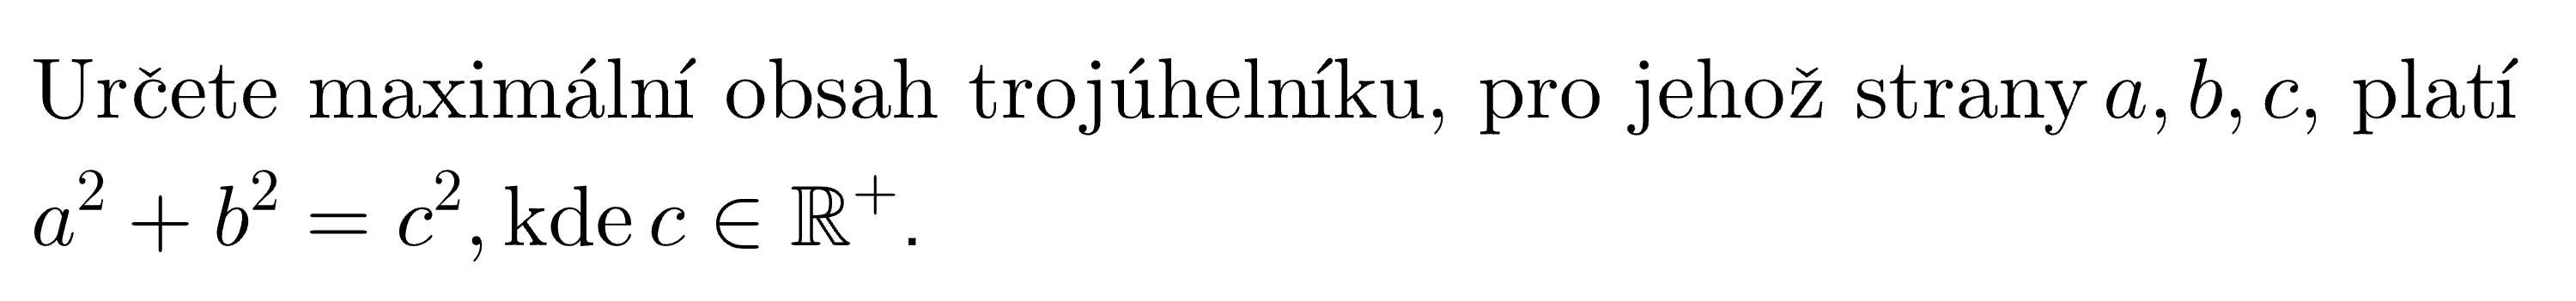 Určete maximální obsah trojúhelníku, pro jehož strany a, b, c, platí
a² + b² = c², kde c ∈ ℝ⁺.